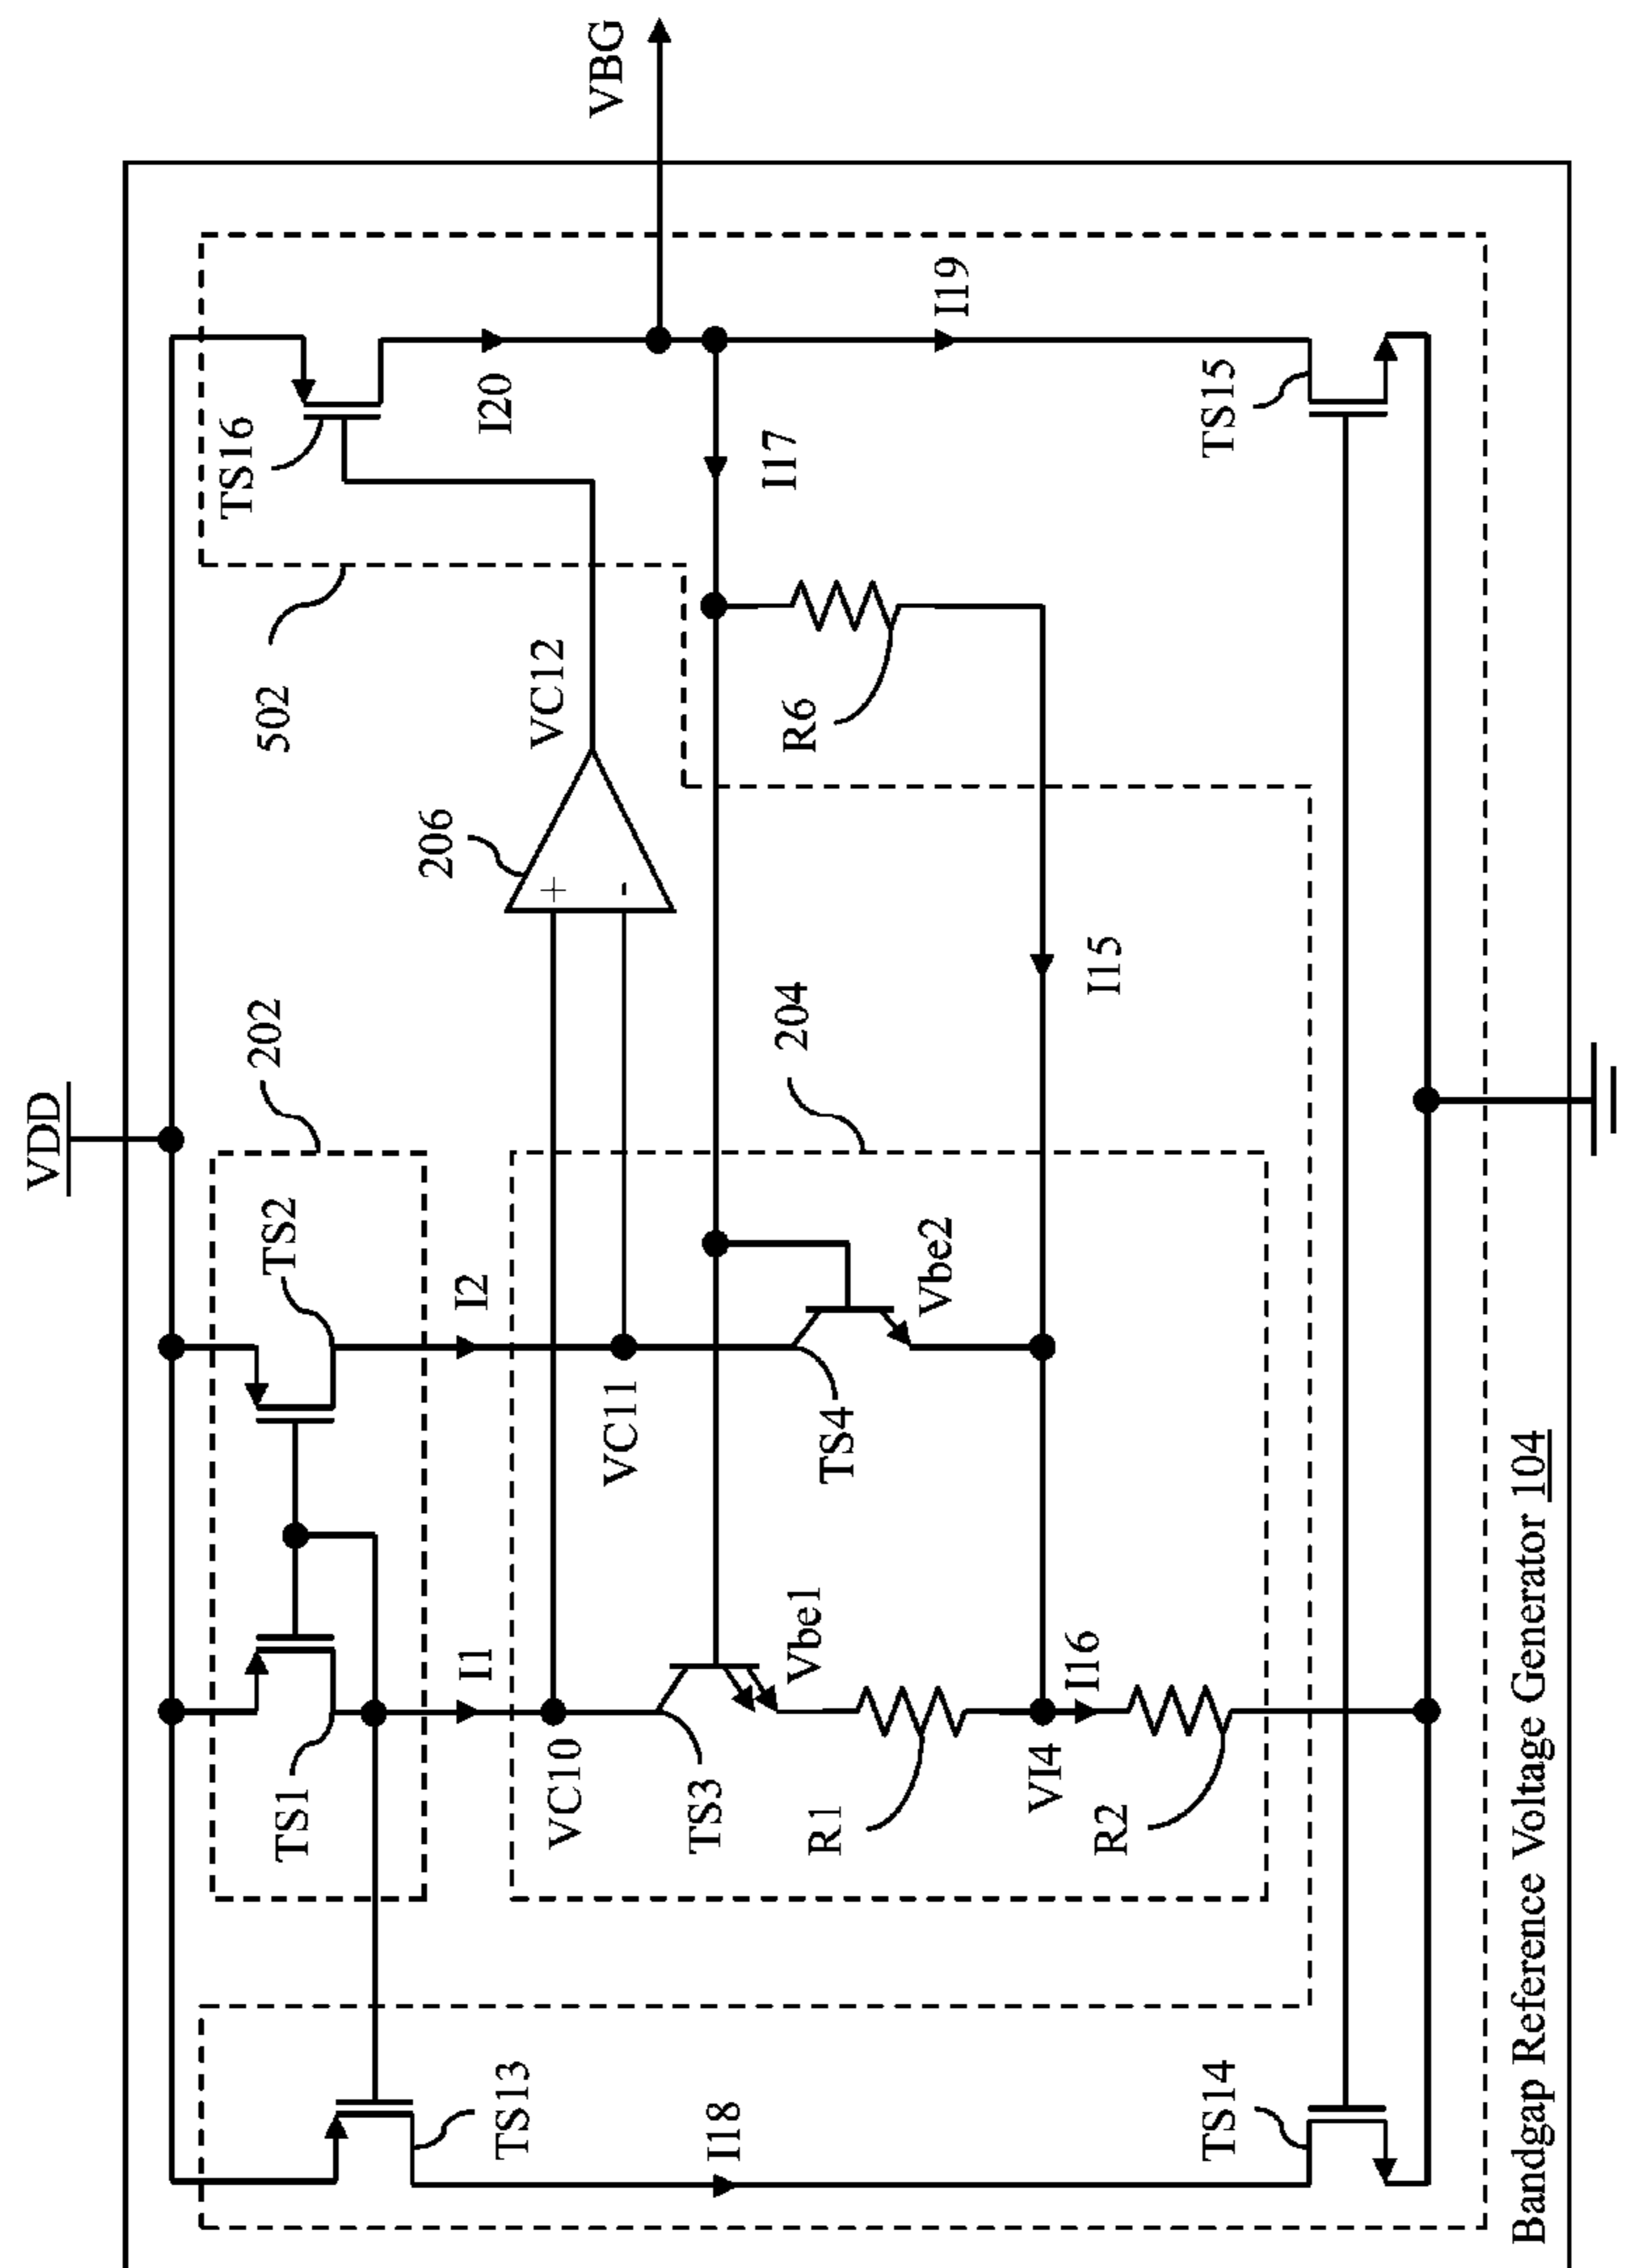 VDD
VBG
TS16
502
202
TS2
TS1
I20
VC12
206
I2
I1
TS13
I19
I17
R6
204
VC11
VC10
Vbe2
TS4
Vbe1
TS3
I18
I15
R1
VI4
I16
R2
TS15
TS14
+
-
Bandgap Reference Voltage Generator 104